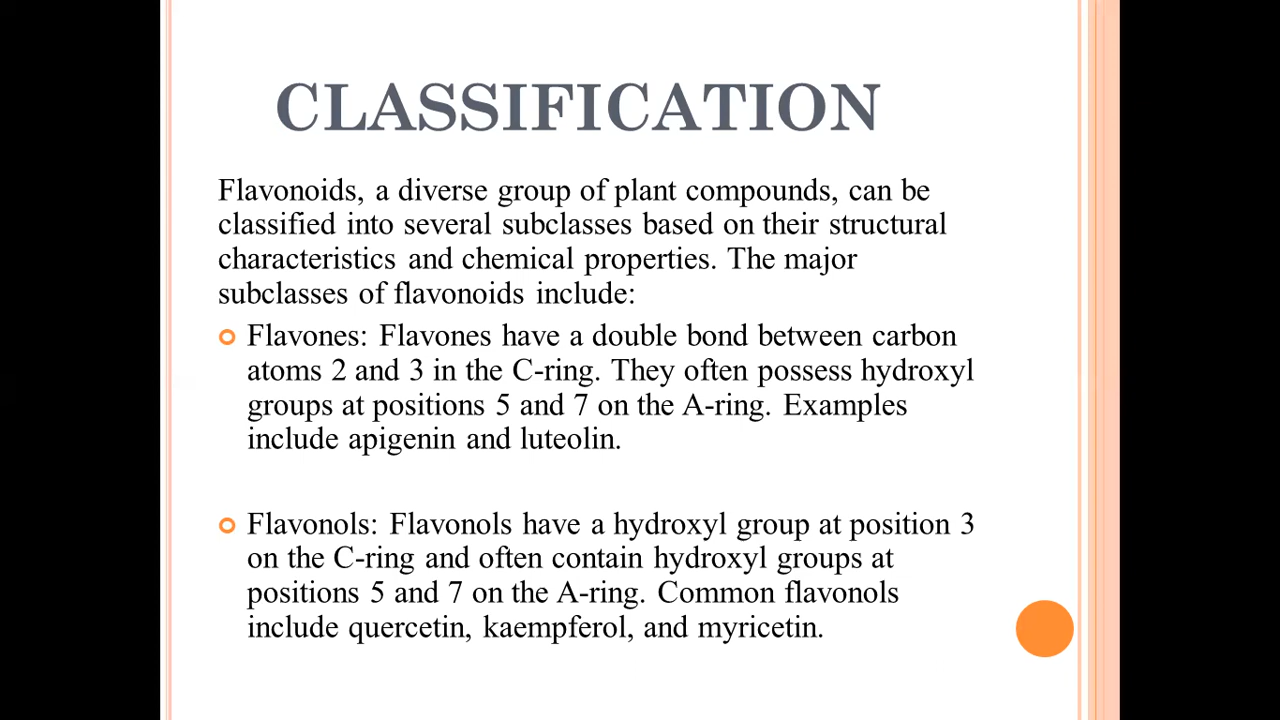 CLASSIFICATION
Flavonoids, a diverse group of plant compounds, can be
classified into several subclasses based on their structural
characteristics and chemical properties. The major
subclasses of flavonoids include:
Flavones: Flavones have a double bond between carbon
atoms 2 and 3 in the C-ring. They often possess hydroxyl
groups at positions 5 and 7 on the A-ring. Examples
include apigenin and luteolin.
Flavonols: Flavonols have a hydroxyl group at position 3
on the C-ring and often contain hydroxyl groups at
positions 5 and 7 on the A-ring. Common flavonols
include quercetin, kaempferol, and myricetin.